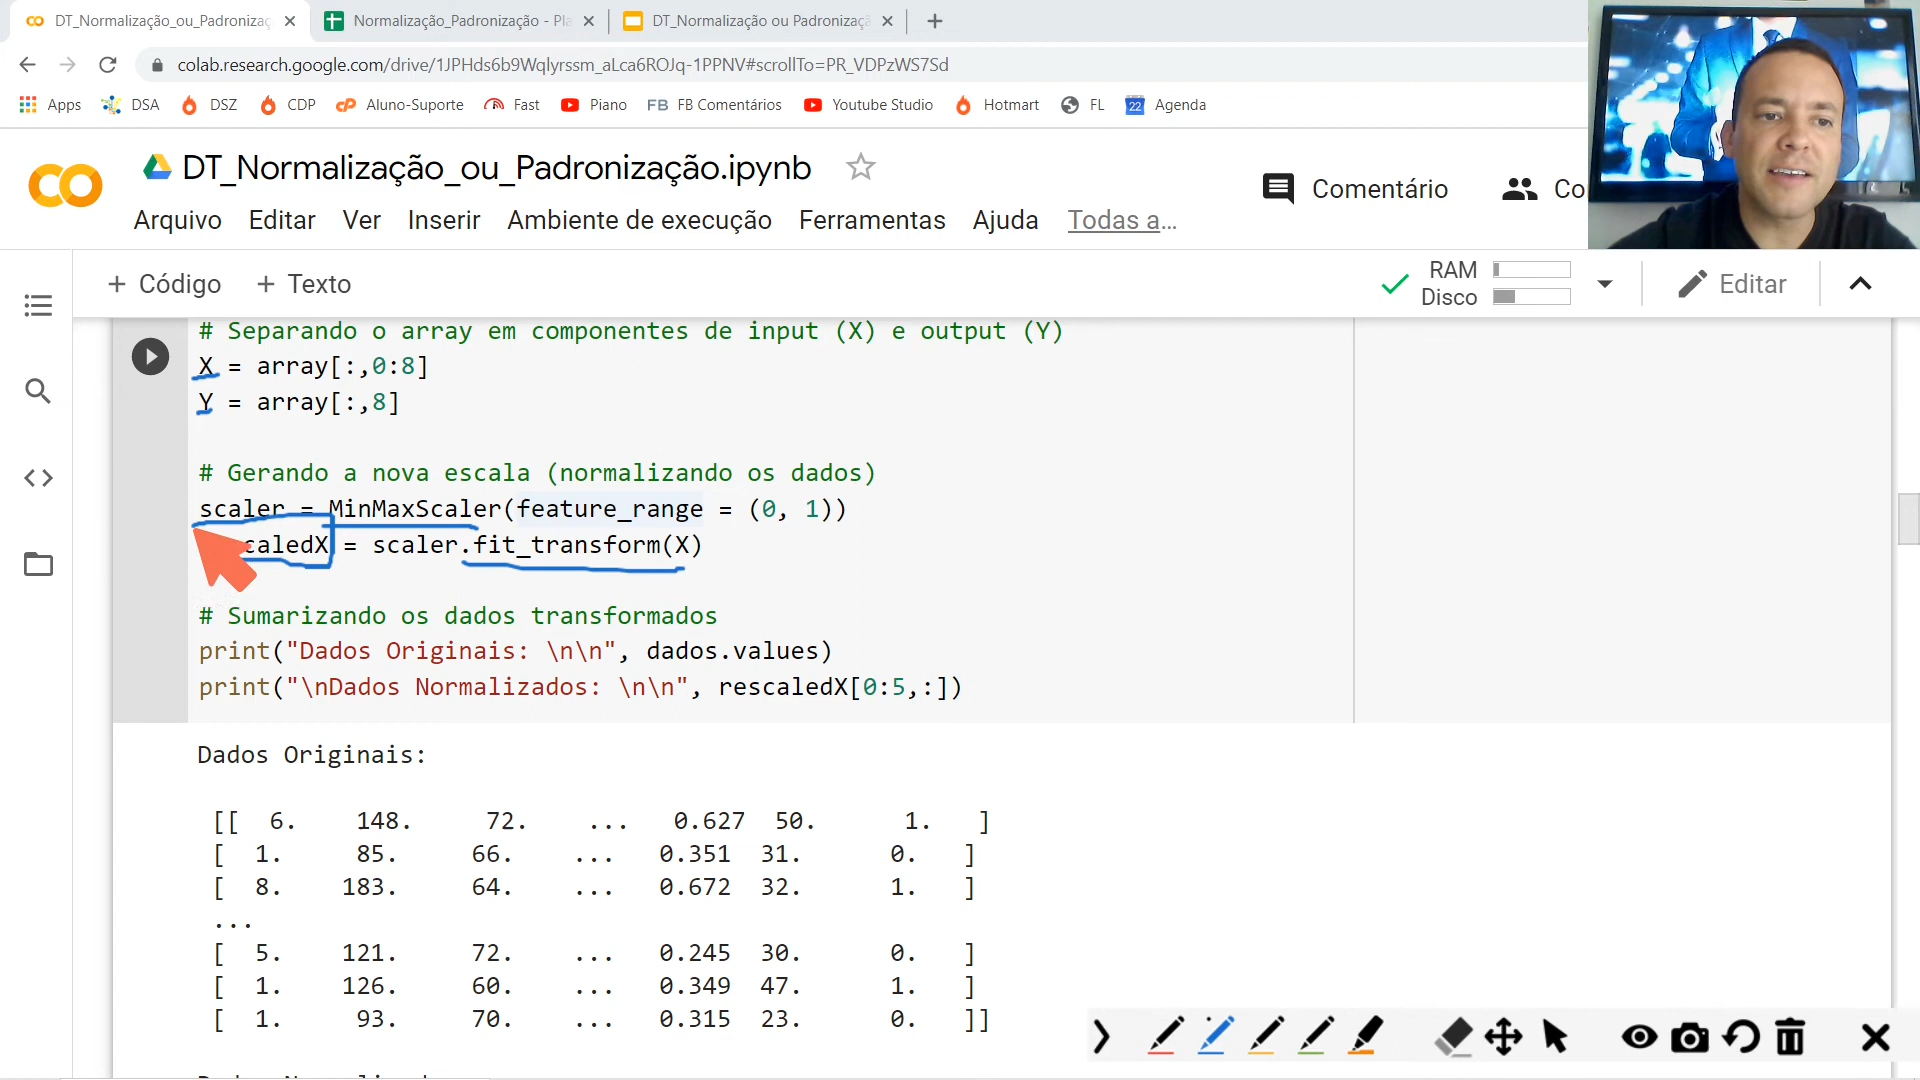 DT_Normalização_ou_Padronizaç
Normalização_Padronização - Pla
DT_Normalização ou Padronizaçã
colab.research.google.com/drive/1JPHds6b9Wqlyrssm_aLca6ROJq-1PPNV#scrollTo=PR_VDPzWS7Sd
Apps DSA DSZ CDP Aluno-Suporte Fast Piano FB FB Comentários Youtube Studio Hotmart FL 22 Agenda
DT_Normalização_ou_Padronização.ipynb
Comentário Co
Arquivo Editar Ver Inserir Ambiente de execução Ferramentas Ajuda Todas a...
+ Código + Texto
RAM
Disco
Editar
# Separando o array em componentes de input (X) e output (Y)
X = array[:,0:8]
Y = array[:,8]
# Gerando a nova escala (normalizando os dados)
scaler = MinMaxScaler(feature_range = (0, 1))
caledX = scaler.fit_transform(X)
# Sumarizando os dados transformados
print("Dados Originais: \n\n", dados.values)
print("\nDados Normalizados: \n\n", rescaledX[0:5,:])
Dados Originais:
[[ 6. 148. 72. ... 0.627 50. 1. ]
[ 1. 85. 66. ... 0.351 31. 0. ]
[ 8. 183. 64. ... 0.672 32. 1. ]
...
[ 5. 121. 72. ... 0.245 30. 0. ]
[ 1. 126. 60. ... 0.349 47. 1. ]
[ 1. 93. 70. ... 0.315 23. 0. ]]